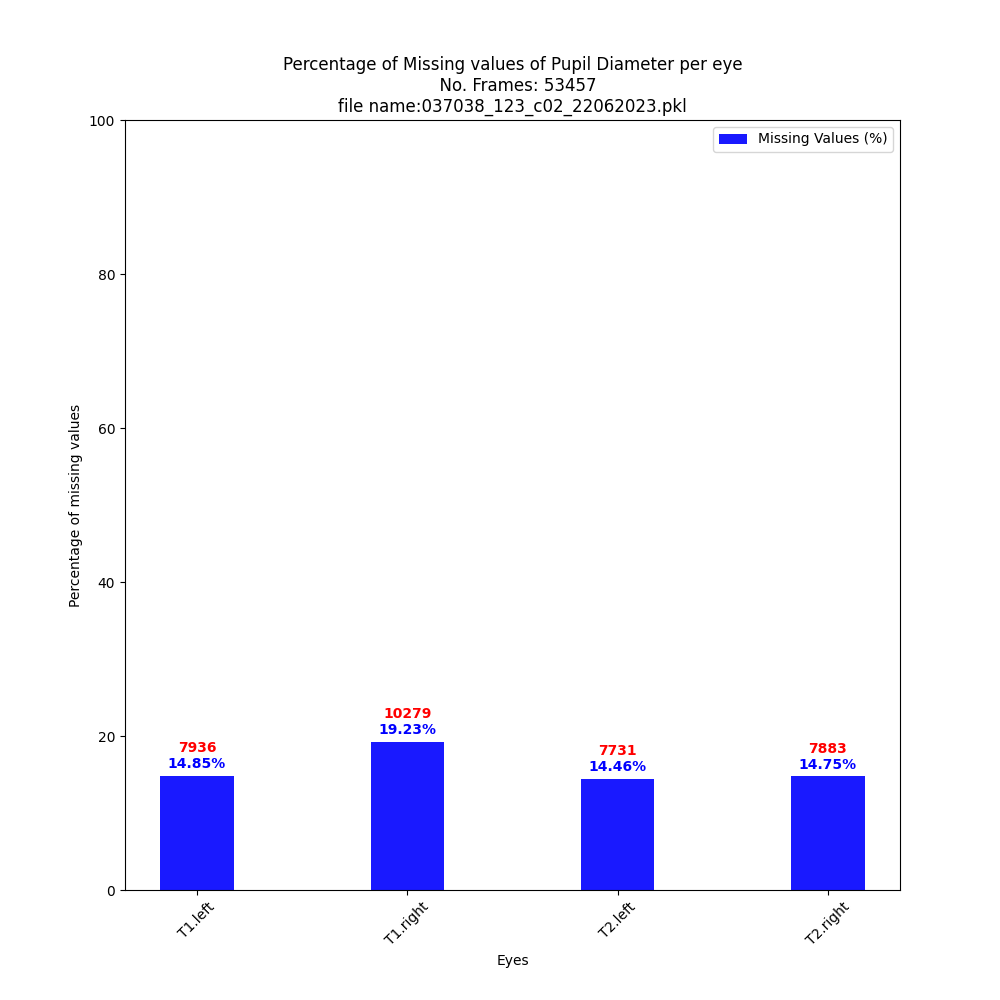 Percentage of Missing values of Pupil Diameter per eye
No. Frames: 53457
file name:037038_123_c02_22062023.pkl
Missing Values (%)
100
80
60
40
20
0
Percentage of missing values
7936
14.85%
10279
19.23%
7731
14.46%
7883
14.75%
T1.left
T1.right
T2.left
T2.right
Eyes